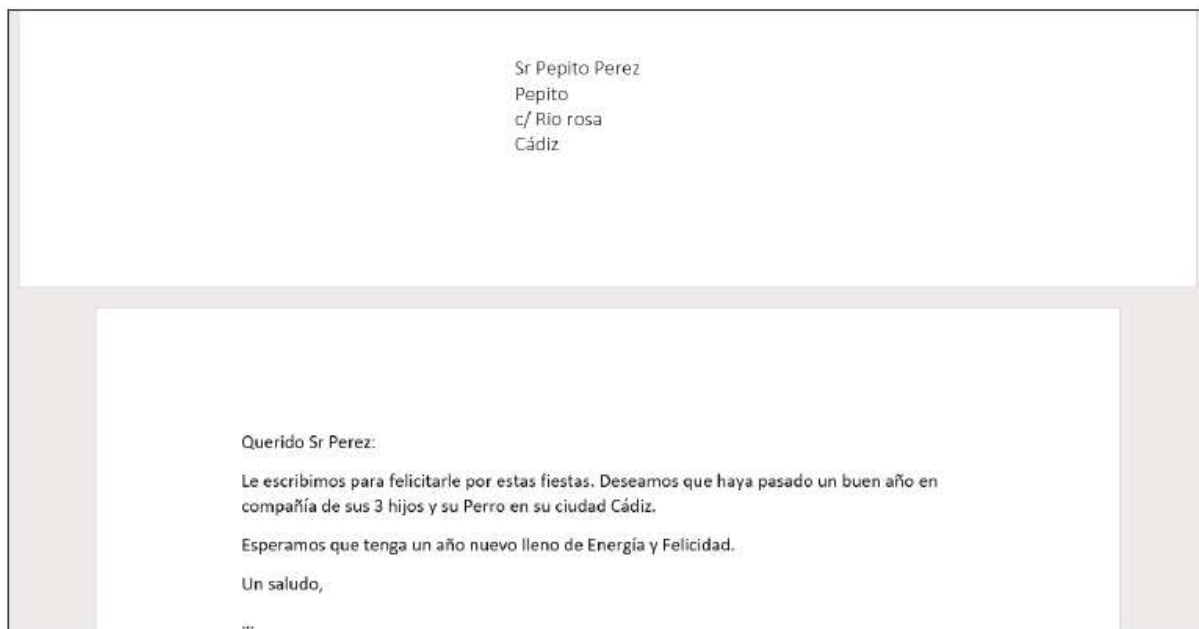 Sr Pepito Perez
Pepito
c/ Rio rosa
Cádiz
Querido Sr Perez:
Le escribimos para felicitarle por estas fiestas. Deseamos que haya pasado un buen año en
compañía de sus 3 hijos y su Perro en su ciudad Cádiz.
Esperamos que tenga un año nuevo lleno de Energía y Felicidad.
Un saludo,
...